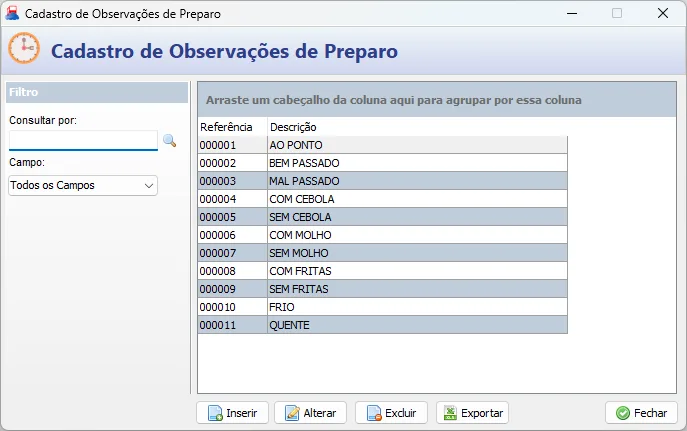 Cadastro de Observações de Preparo
Cadastro de Observações de Preparo
Filtro
Consultar por:
Campo:
Todos os Campos
Arraste um cabeçalho da coluna aqui para agrupar por essa coluna
Referência Descrição
000001 AO PONTO
000002 BEM PASSADO
000003 MAL PASSADO
000004 COM CEBOLA
000005 SEM CEBOLA
000006 COM MOLHO
000007 SEM MOLHO
000008 COM FRITAS
000009 SEM FRITAS
000010 FRIO
000011 QUENTE
Inserir Alterar Excluir Exportar Fechar